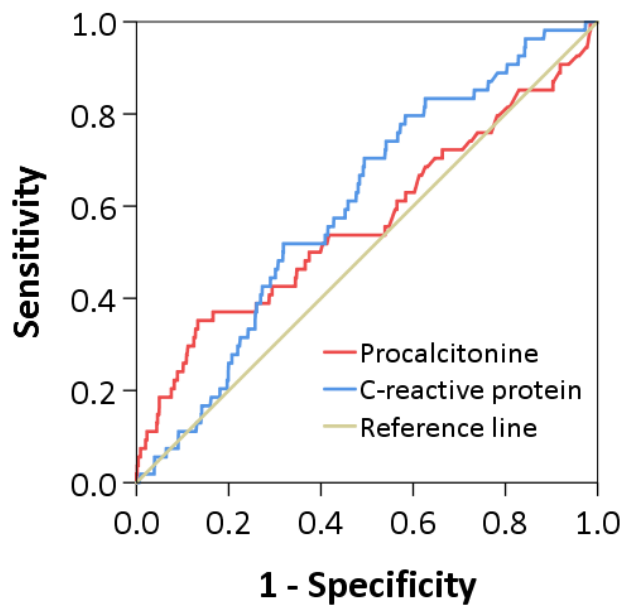 1.0
0.8
0.6
0.4
0.2
0.0
Sensitivity
Procalcitonine
C-reactive protein
Reference line
0.0 0.2 0.4 0.6 0.8 1.0
1 - Specificity